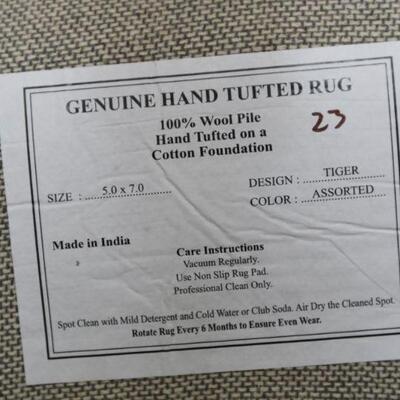 GENUINE HAND TUFTED RUG
100% Wool Pile
Hand Tufted on a
Cotton Foundation
23
SIZE : 5.0 x 7.0
DESIGN : TIGER
COLOR : ASSORTED
Made in India
Care Instructions
Vacuum Regularly.
Use Non Slip Rug Pad.
Professional Clean Only.
Spot Clean with Mild Detergent and Cold Water or Club Soda. Air Dry the Cleaned Spot.
Rotate Rug Every 6 Months to Ensure Even Wear.